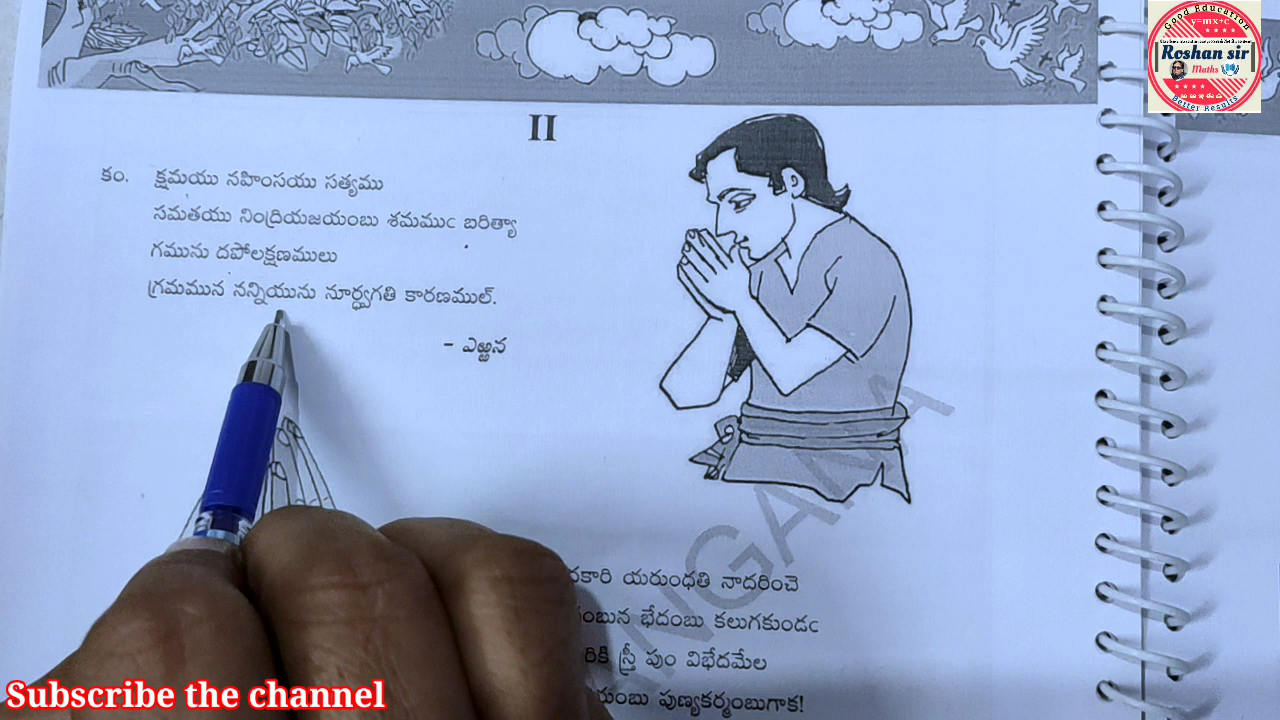 Good Education
y=mx+c
Roshan sir
Maths
Better Results
II
కం. క్షమయు నహింసయు సత్యము
సమతయు నింద్రియజయంబు శమముఁ బరిత్యా
గమును దపోలక్షణములు
గ్రమమున నన్నియును నూర్ధ్వగతి కారణముల్.
- ఎఱ్ఱన
యరుంధతి నాదరించె
భేదంబు కలుగకుండఁ
స్త్రీ పుం విభేదమేల
పుణ్యకర్మంబుగాక!
Subscribe the channel